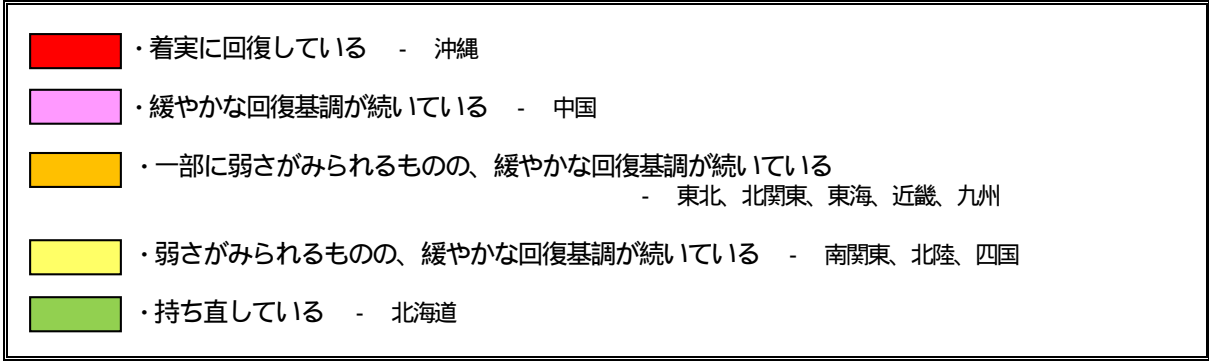 ・着実に回復している - 沖縄
・緩やかな回復基調が続いている - 中国
・一部に弱さがみられるものの、緩やかな回復基調が続いている
- 東北、北関東、東海、近畿、九州
・弱さがみられるものの、緩やかな回復基調が続いている - 南関東、北陸、四国
・持ち直している - 北海道